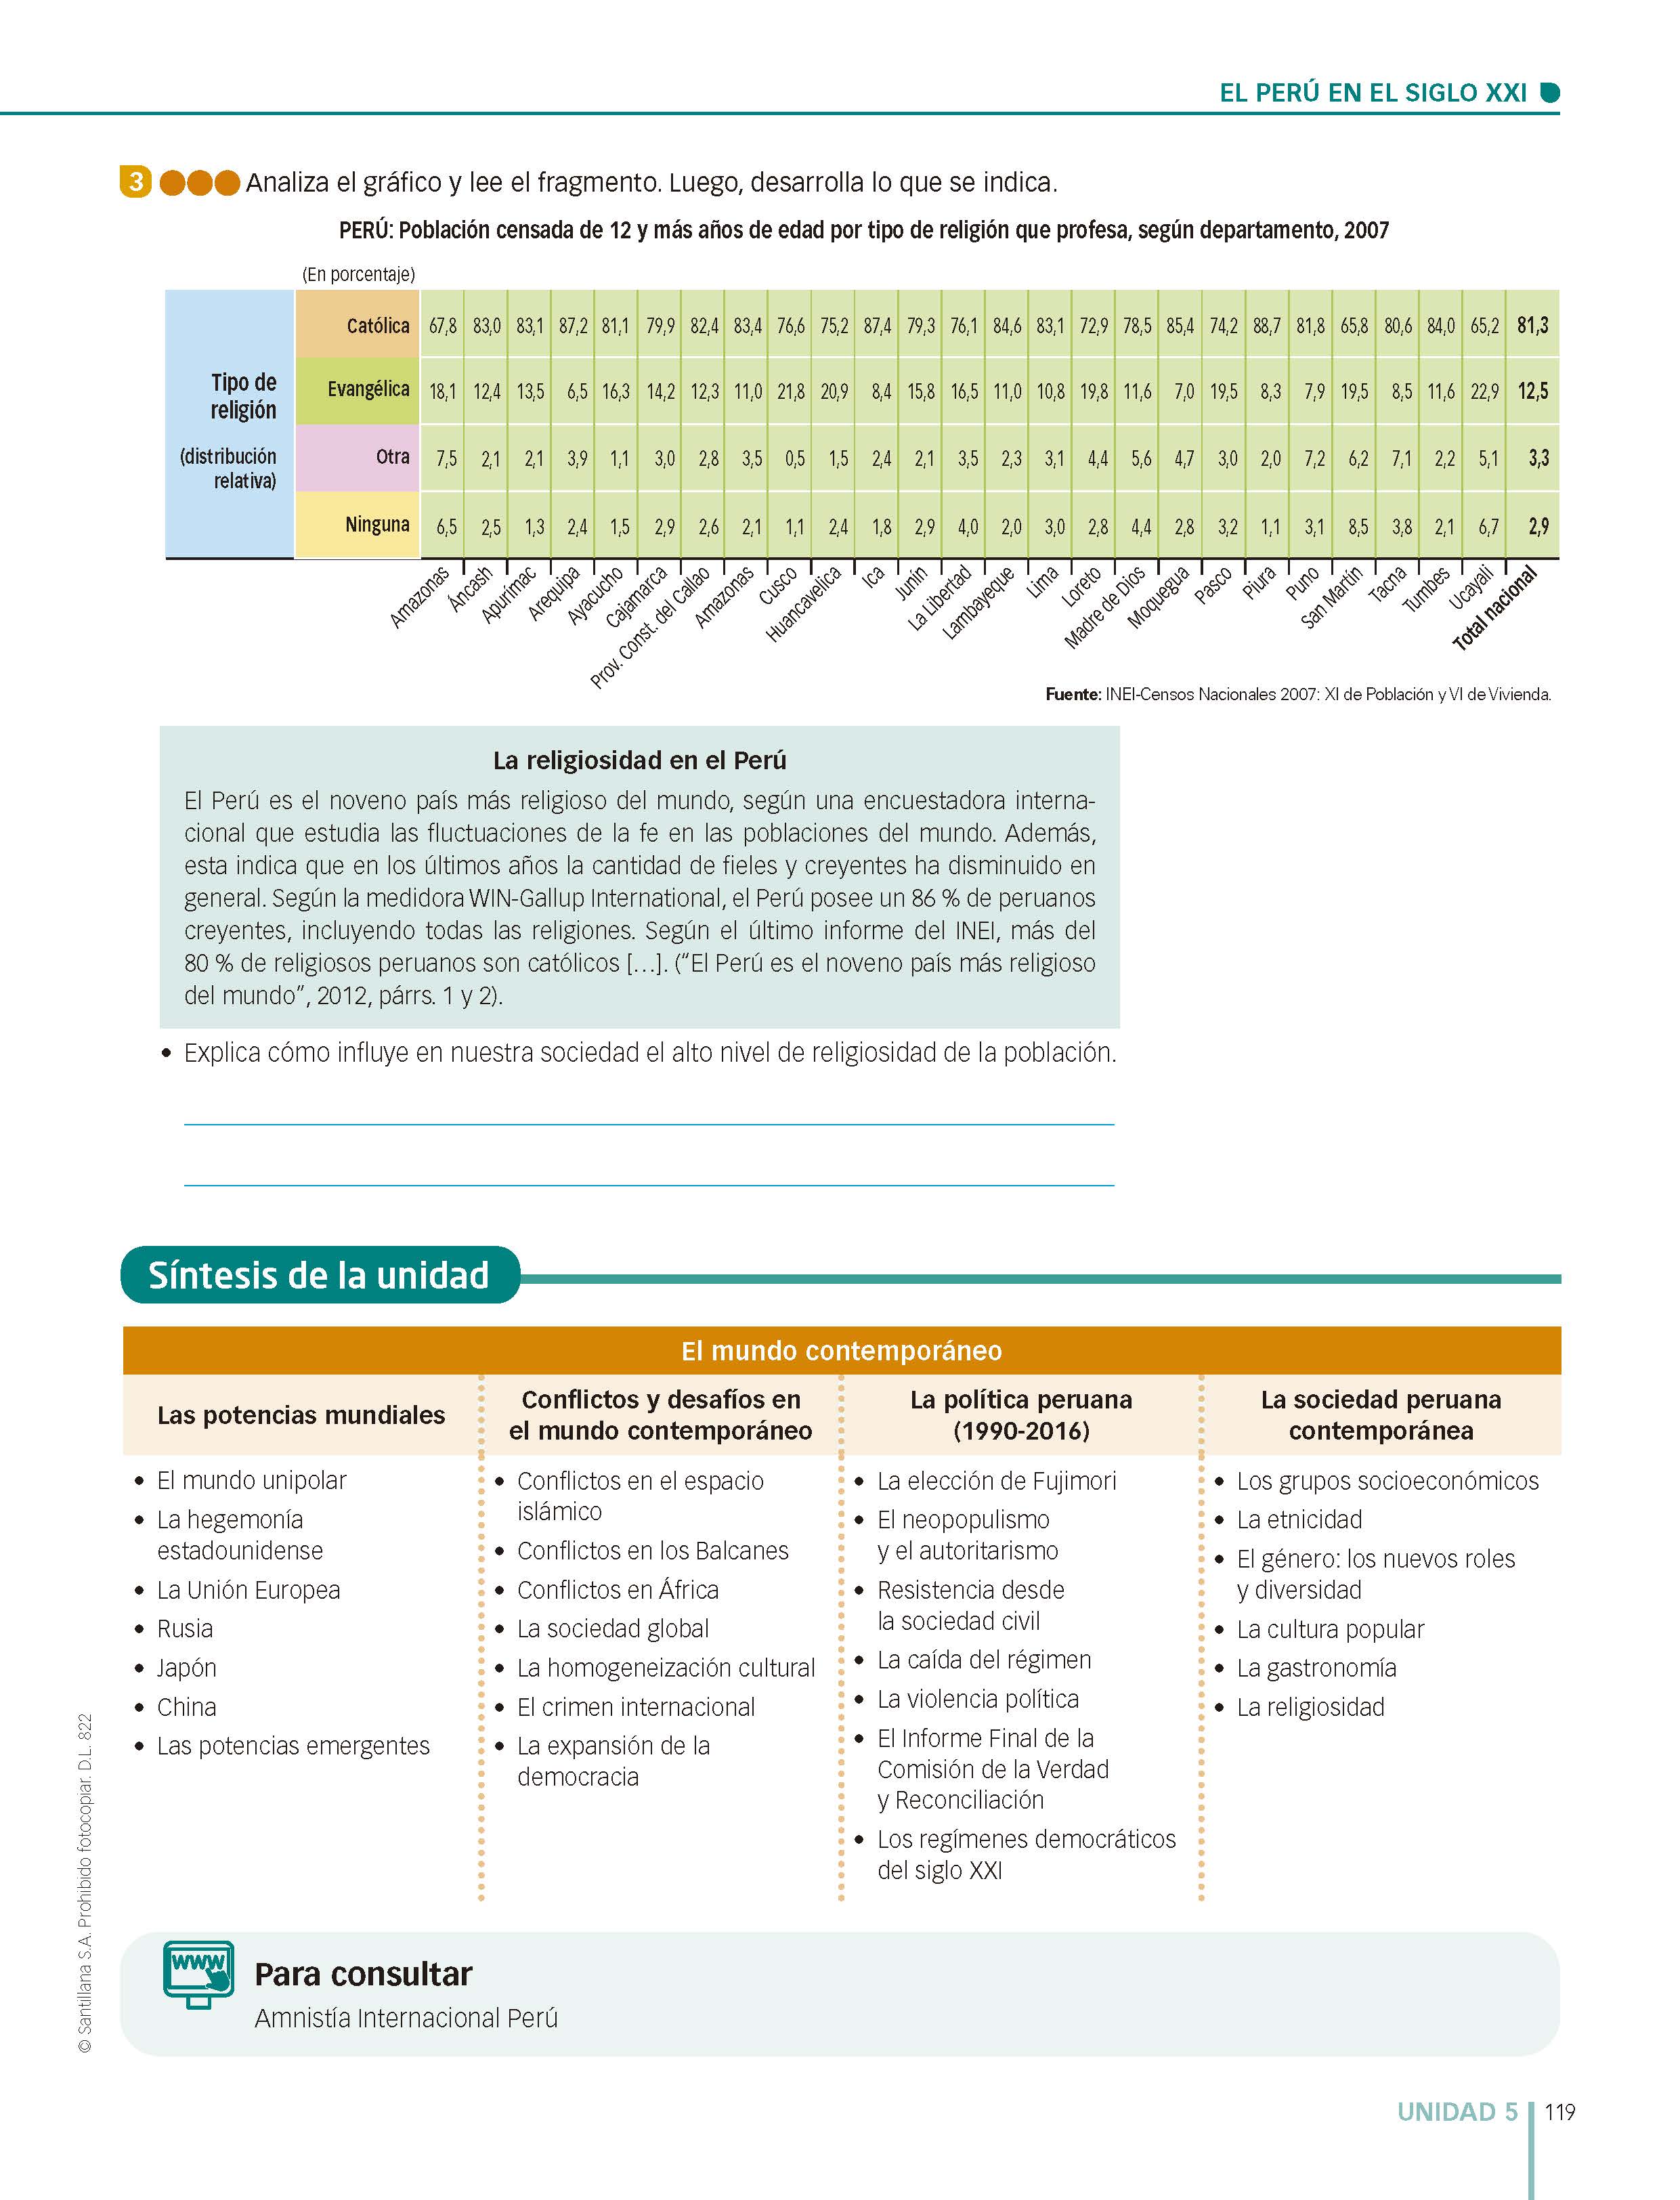 EL PERÚ EN EL SIGLO XXI
3 Analiza el gráfico y lee el fragmento. Luego, desarrolla lo que se indica.
PERÚ: Población censada de 12 y más años de edad por tipo de religión que profesa, según departamento, 2007
(En porcentaje)
Tipo de
religión
(distribución
relativa)
Católica 67,8 83,0 83,1 87,2 81,1 79,9 82,4 83,4 76,6 75,2 87,4 79,3 76,1 84,6 83,1 72,9 78,5 85,4 74,2 88,7 81,8 65,8 80,6 84,0 65,2 81,3
Evangélica 18,1 12,4 13,5 6,5 16,3 14,2 12,3 11,0 21,8 20,9 8,4 15,8 16,5 11,0 10,8 19,8 11,6 7,0 19,5 8,3 7,9 19,5 8,5 11,6 22,9 12,5
Otra 7,5 2,1 2,1 3,9 1,1 3,0 2,8 3,5 0,5 1,5 2,4 2,1 3,5 2,3 3,1 4,4 5,6 4,7 3,0 2,0 7,2 6,2 7,1 2,2 5,1 3,3
Ninguna 6,5 2,5 1,3 2,4 1,5 2,9 2,6 2,1 1,1 2,4 1,8 2,9 4,0 2,0 3,0 2,8 4,4 2,8 3,2 1,1 3,1 8,5 3,8 2,1 6,7 2,9
Amazonas
Áncash
Apurímac
Arequipa
Ayacucho
Cajamarca
Prov. Const. del Callao
Amazonas
Cusco
Huancavelica
Ica
Junín
La Libertad
Lambayeque
Lima
Loreto
Madre de Dios
Moquegua
Pasco
Piura
Puno
San Martín
Tacna
Tumbes
Ucayali
Total nacional
Fuente: INEI-Censos Nacionales 2007: XI de Población y VI de Vivienda.
La religiosidad en el Perú
El Perú es el noveno país más religioso del mundo, según una encuestadora interna-
cional que estudia las fluctuaciones de la fe en las poblaciones del mundo. Además,
esta indica que en los últimos años la cantidad de fieles y creyentes ha disminuido en
general. Según la medidora WIN-Gallup International, el Perú posee un 86 % de peruanos
creyentes, incluyendo todas las religiones. Según el último informe del INEI, más del
80 % de religiosos peruanos son católicos [...]. (“El Perú es el noveno país más religioso
del mundo”, 2012, párrs. 1 y 2).
• Explica cómo influye en nuestra sociedad el alto nivel de religiosidad de la población.
Síntesis de la unidad
El mundo contemporáneo
Las potencias mundiales
• El mundo unipolar
• La hegemonía
estadounidense
• La Unión Europea
• Rusia
• Japón
• China
• Las potencias emergentes
Conflictos y desafíos en
el mundo contemporáneo
• Conflictos en el espacio
islámico
• Conflictos en los Balcanes
• Conflictos en África
• La sociedad global
• La homogeneización cultural
• El crimen internacional
• La expansión de la
democracia
La política peruana
(1990-2016)
• La elección de Fujimori
• El neopopulismo
y el autoritarismo
• Resistencia desde
la sociedad civil
• La caída del régimen
• La violencia política
• El Informe Final de la
Comisión de la Verdad
y Reconciliación
• Los regímenes democráticos
del siglo XXI
La sociedad peruana
contemporánea
• Los grupos socioeconómicos
• La etnicidad
• El género: los nuevos roles
y diversidad
• La cultura popular
• La gastronomía
• La religiosidad
© Santillana S.A. Prohibido fotocopiar. D.L. 822
www
Para consultar
Amnistía Internacional Perú
UNIDAD 5 119